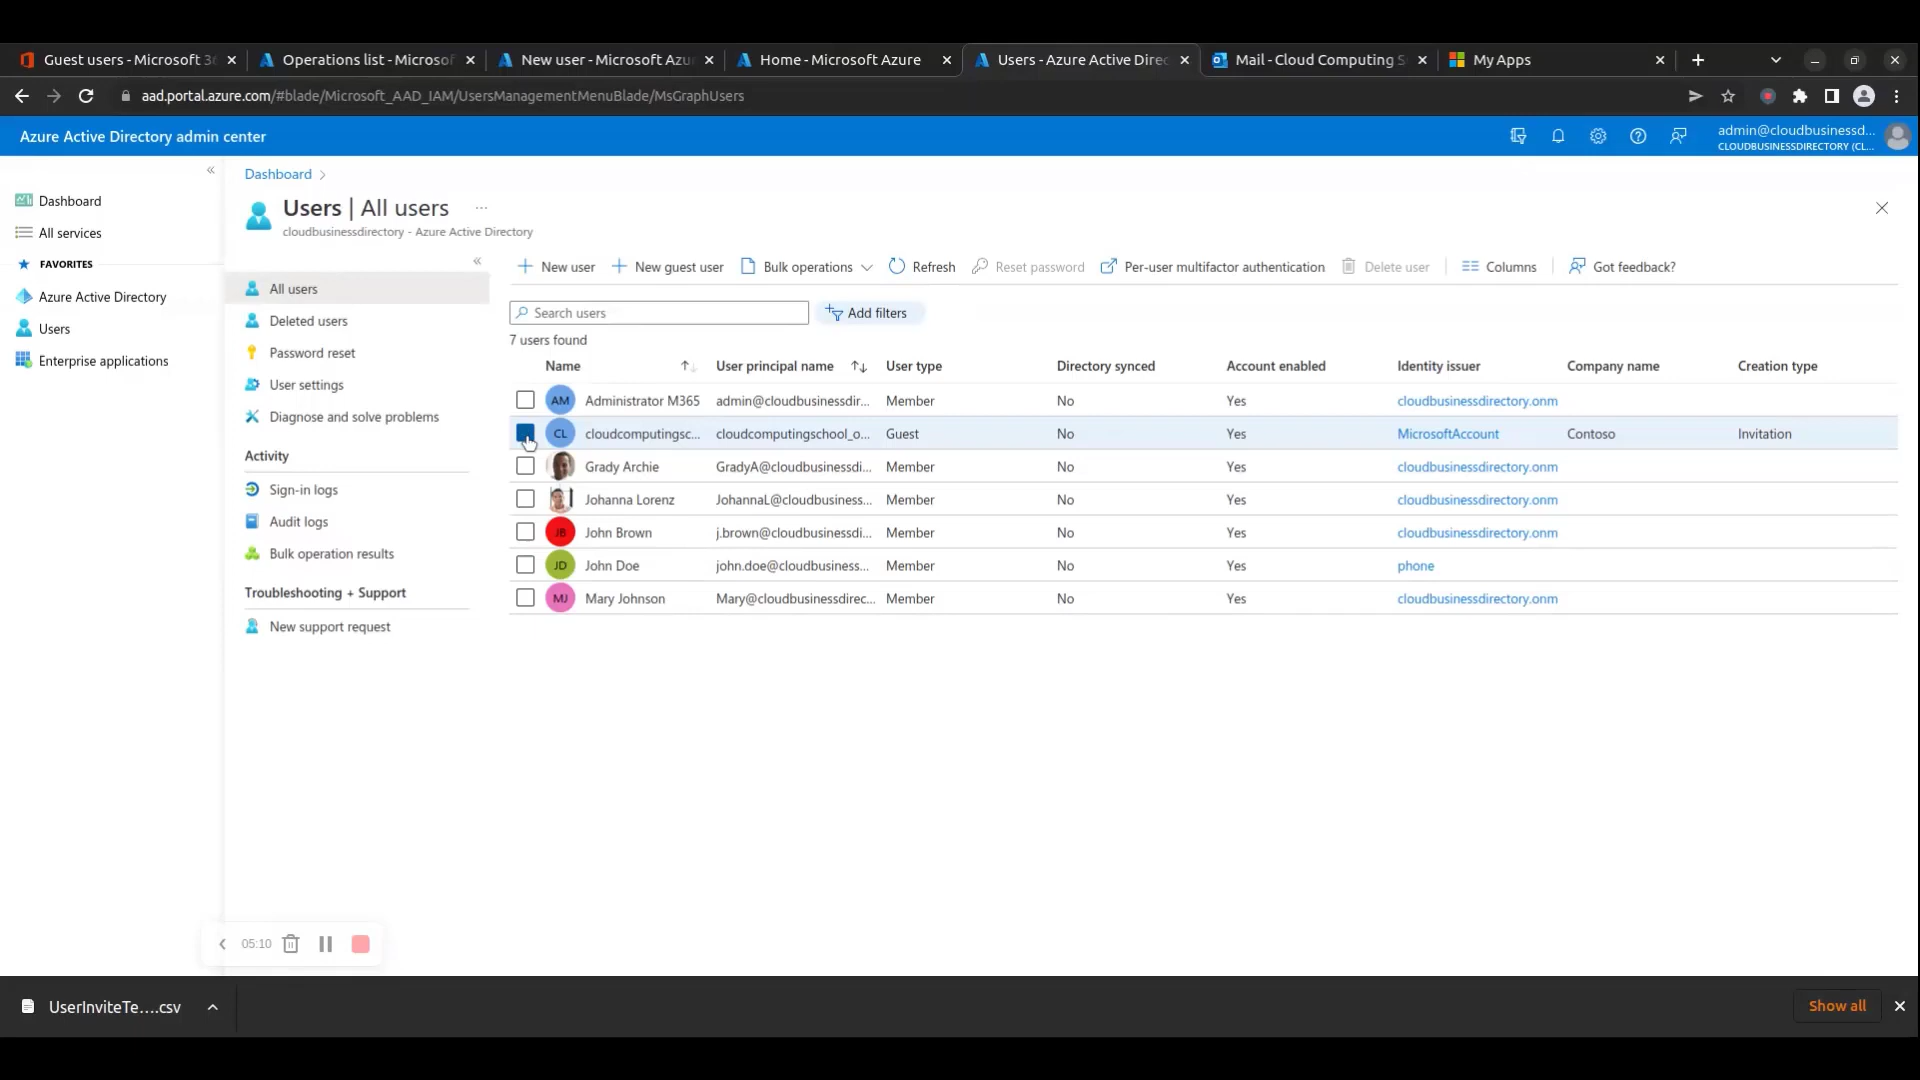 Guest users - Microsoft 36
Operations list - Microsof
New user - Microsoft Azu
Home - Microsoft Azure
Users - Azure Active Direc
Mail - Cloud Computing S
My Apps
aad.portal.azure.com/#blade/Microsoft_AAD_IAM/UsersManagementMenuBlade/MsGraphUsers
Azure Active Directory admin center
admin@cloudbusinessd...
CLOUDBUSINESSDIRECTORY (CL...
Dashboard
All services
FAVORITES
Azure Active Directory
Users
Enterprise applications
Dashboard >
Users | All users ...
cloudbusinessdirectory - Azure Active Directory
All users
Deleted users
Password reset
User settings
Diagnose and solve problems
Activity
Sign-in logs
Audit logs
Bulk operation results
Troubleshooting + Support
New support request
New user New guest user Bulk operations Refresh Reset password Per-user multifactor authentication Delete user Columns Got feedback?
Search users Add filters
7 users found
Name User principal name User type Directory synced Account enabled Identity issuer Company name Creation type
AM Administrator M365 admin@cloudbusinessdir... Member No Yes cloudbusinessdirectory.onm
CL cloudcomputingsc... cloudcomputingschool_o... Guest No Yes MicrosoftAccount Contoso Invitation
Grady Archie GradyA@cloudbusinessdi... Member No Yes cloudbusinessdirectory.onm
Johanna Lorenz JohannaL@cloudbusiness... Member No Yes cloudbusinessdirectory.onm
JB John Brown j.brown@cloudbusinessdi... Member No Yes cloudbusinessdirectory.onm
JD John Doe john.doe@cloudbusiness... Member No Yes phone
MJ Mary Johnson Mary@cloudbusinessdirec... Member No Yes cloudbusinessdirectory.onm
05:10
UserInviteTe....csv
Show all